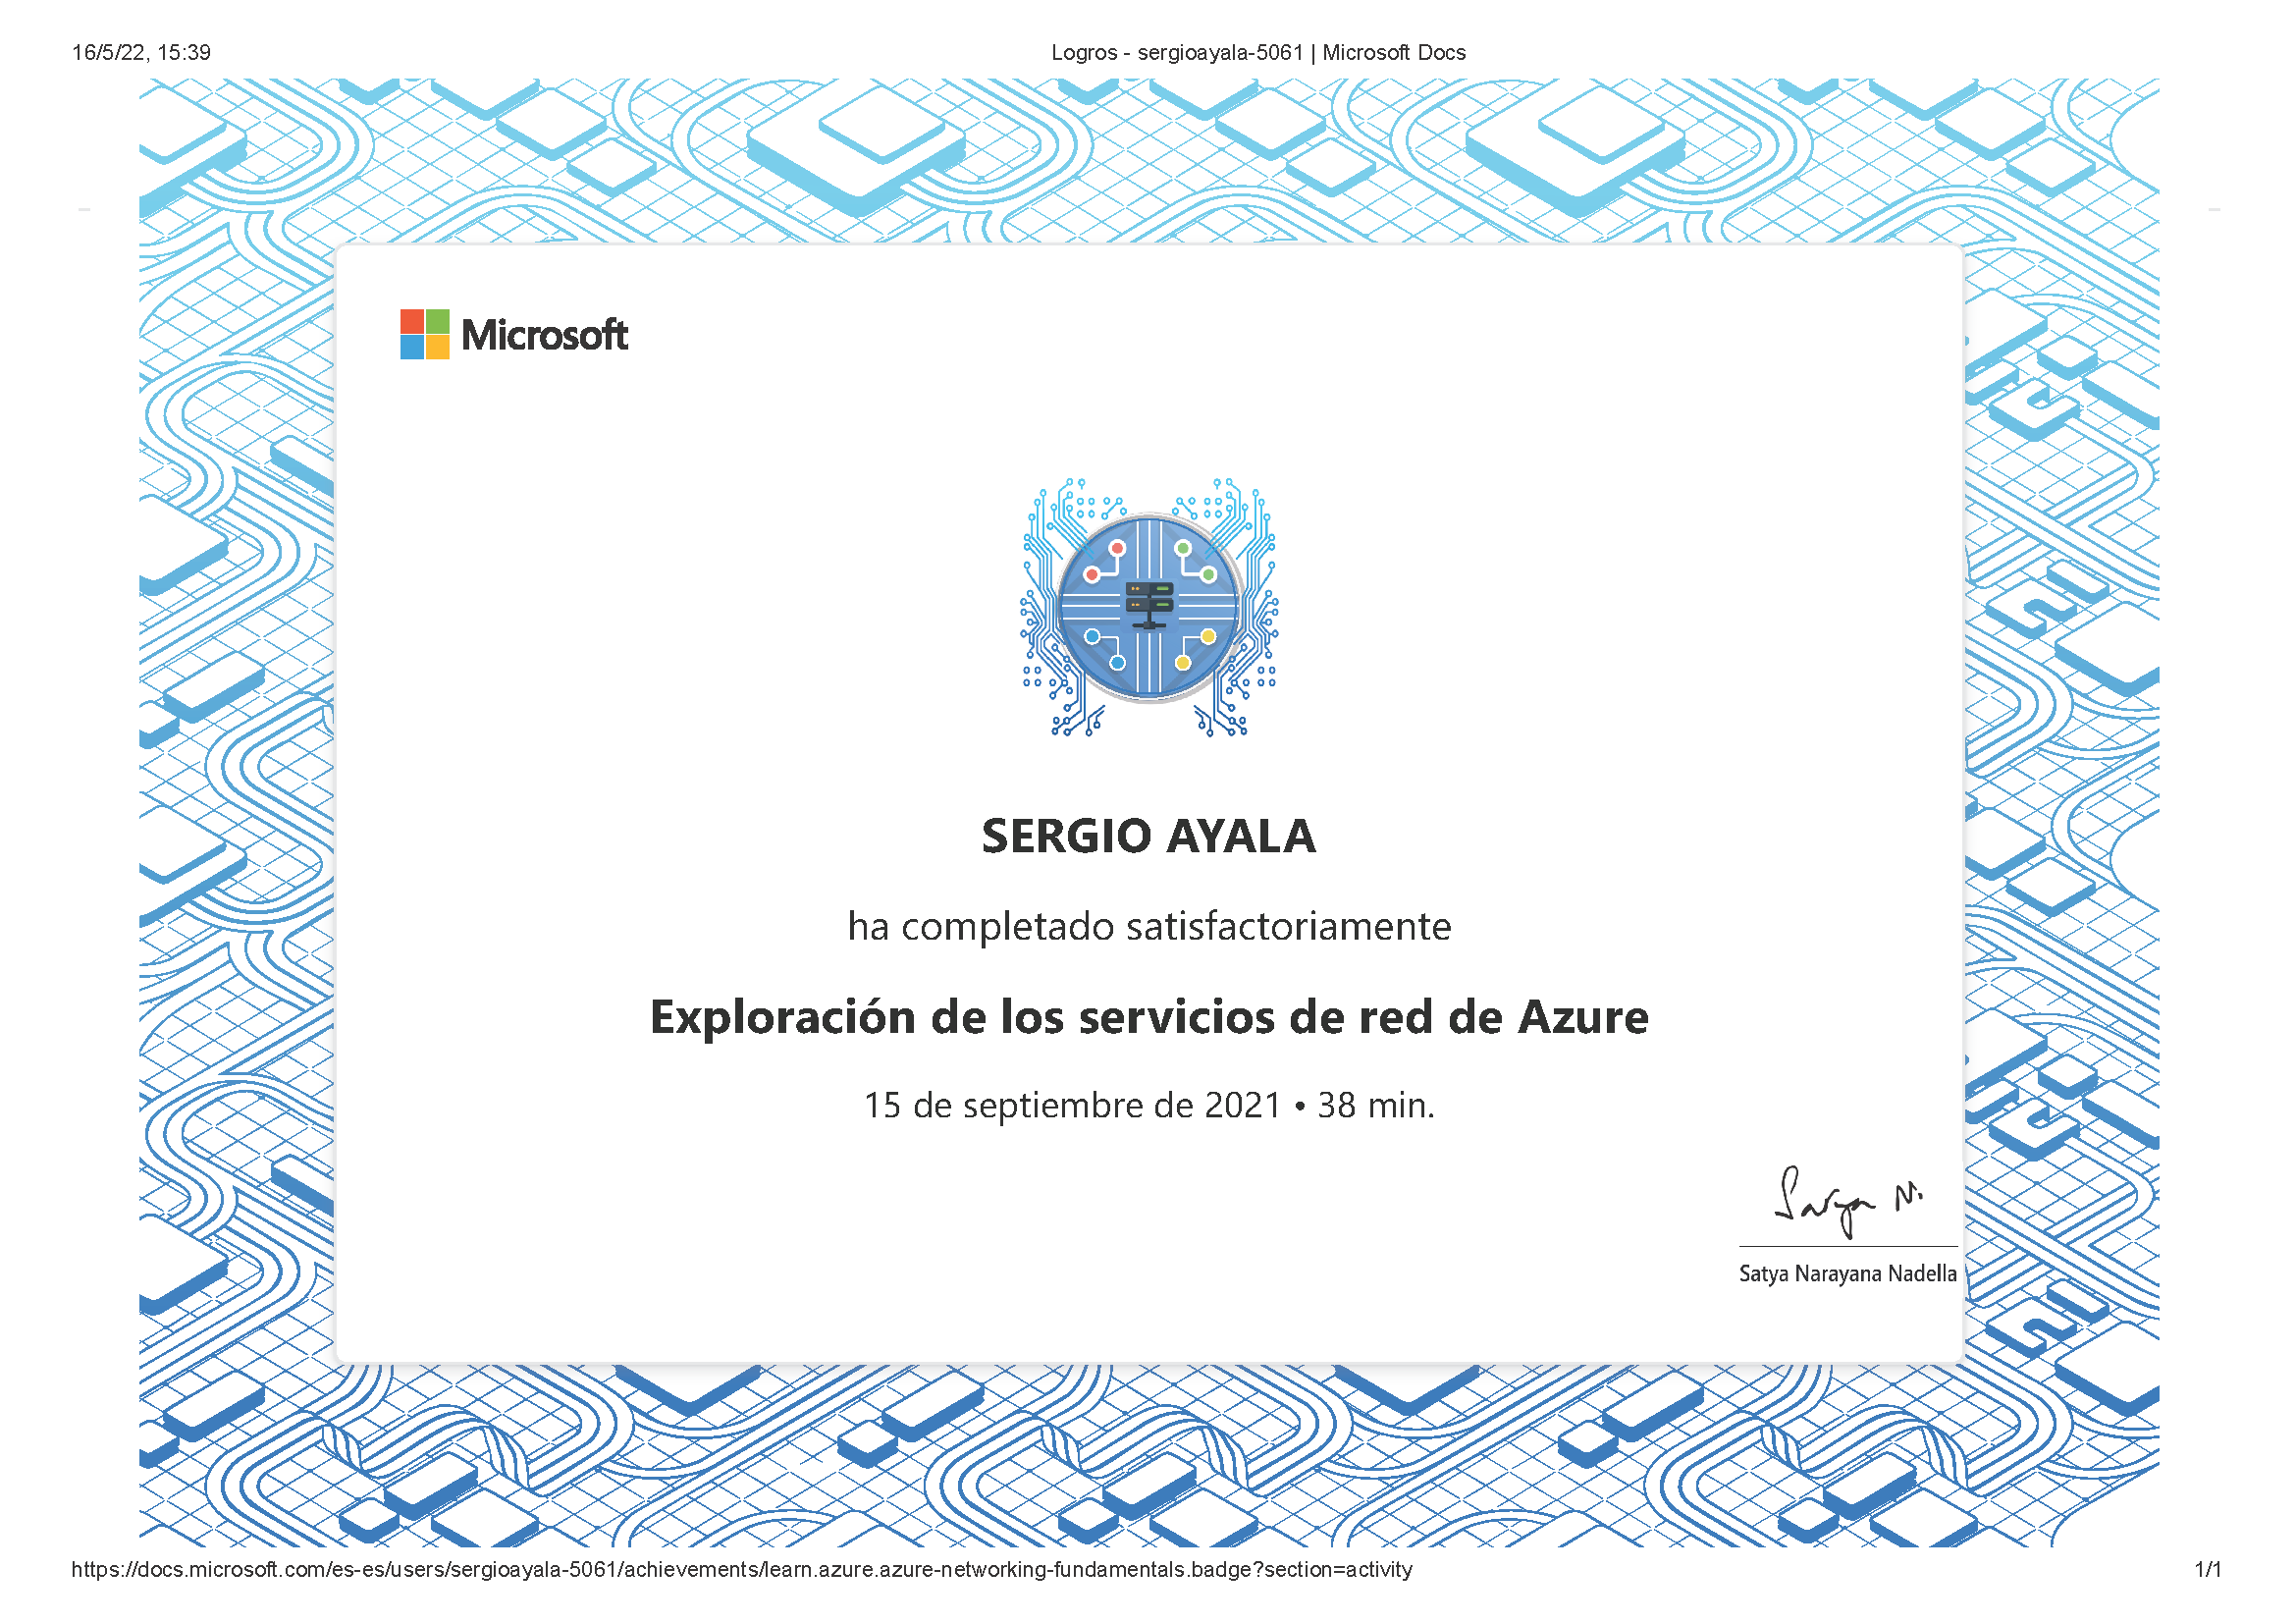 16/5/22, 15:39
Logros - sergioayala-5061 | Microsoft Docs
Microsoft
SERGIO AYALA
ha completado satisfactoriamente
Exploración de los servicios de red de Azure
15 de septiembre de 2021 • 38 min.
Satya N.
Satya Narayana Nadella
https://docs.microsoft.com/es-es/users/sergioayala-5061/achievements/learn.azure.azure-networking-fundamentals.badge?section=activity
1/1